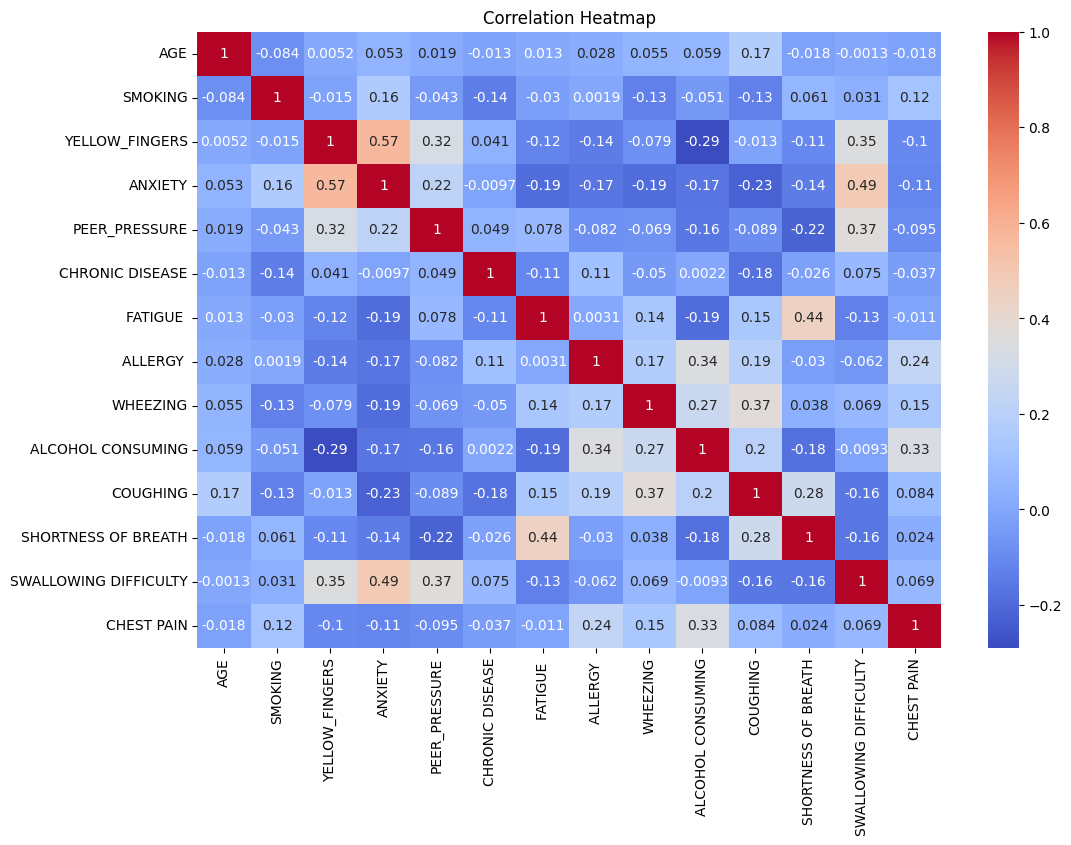 Correlation Heatmap
AGE 1 -0.084 0.0052 0.053 0.019 -0.013 0.013 0.028 0.055 0.059 0.17 -0.018 -0.0013 -0.018
SMOKING -0.084 1 -0.015 0.16 -0.043 -0.14 -0.03 0.0019 -0.13 -0.051 -0.13 0.061 0.031 0.12
YELLOW_FINGERS 0.0052 -0.015 1 0.57 0.32 0.041 -0.12 -0.14 -0.079 -0.29 -0.013 -0.11 0.35 -0.1
ANXIETY 0.053 0.16 0.57 1 0.22 -0.0097 -0.19 -0.17 -0.19 -0.17 -0.23 -0.14 0.49 -0.11
PEER_PRESSURE 0.019 -0.043 0.32 0.22 1 0.049 0.078 -0.082 -0.069 -0.16 -0.089 -0.22 0.37 -0.095
CHRONIC DISEASE -0.013 -0.14 0.041 -0.0097 0.049 1 -0.11 0.11 -0.05 0.0022 -0.18 -0.026 0.075 -0.037
FATIGUE 0.013 -0.03 -0.12 -0.19 0.078 -0.11 1 0.0031 0.14 -0.19 0.15 0.44 -0.13 -0.011
ALLERGY 0.028 0.0019 -0.14 -0.17 -0.082 0.11 0.0031 1 0.17 0.34 0.19 -0.03 -0.062 0.24
WHEEZING 0.055 -0.13 -0.079 -0.19 -0.069 -0.05 0.14 0.17 1 0.27 0.37 0.038 0.069 0.15
ALCOHOL CONSUMING 0.059 -0.051 -0.29 -0.17 -0.16 0.0022 -0.19 0.34 0.27 1 0.2 -0.18 -0.0093 0.33
COUGHING 0.17 -0.13 -0.013 -0.23 -0.089 -0.18 0.15 0.19 0.37 0.2 1 0.28 -0.16 0.084
SHORTNESS OF BREATH -0.018 0.061 -0.11 -0.14 -0.22 -0.026 0.44 -0.03 0.038 -0.18 0.28 1 -0.16 0.024
SWALLOWING DIFFICULTY -0.0013 0.031 0.35 0.49 0.37 0.075 -0.13 -0.062 0.069 -0.0093 -0.16 -0.16 1 0.069
CHEST PAIN -0.018 0.12 -0.1 -0.11 -0.095 -0.037 -0.011 0.24 0.15 0.33 0.084 0.024 0.069 1
AGE
SMOKING
YELLOW_FINGERS
ANXIETY
PEER_PRESSURE
CHRONIC DISEASE
FATIGUE
ALLERGY
WHEEZING
ALCOHOL CONSUMING
COUGHING
SHORTNESS OF BREATH
SWALLOWING DIFFICULTY
CHEST PAIN
1.0
0.8
0.6
0.4
0.2
0.0
−0.2